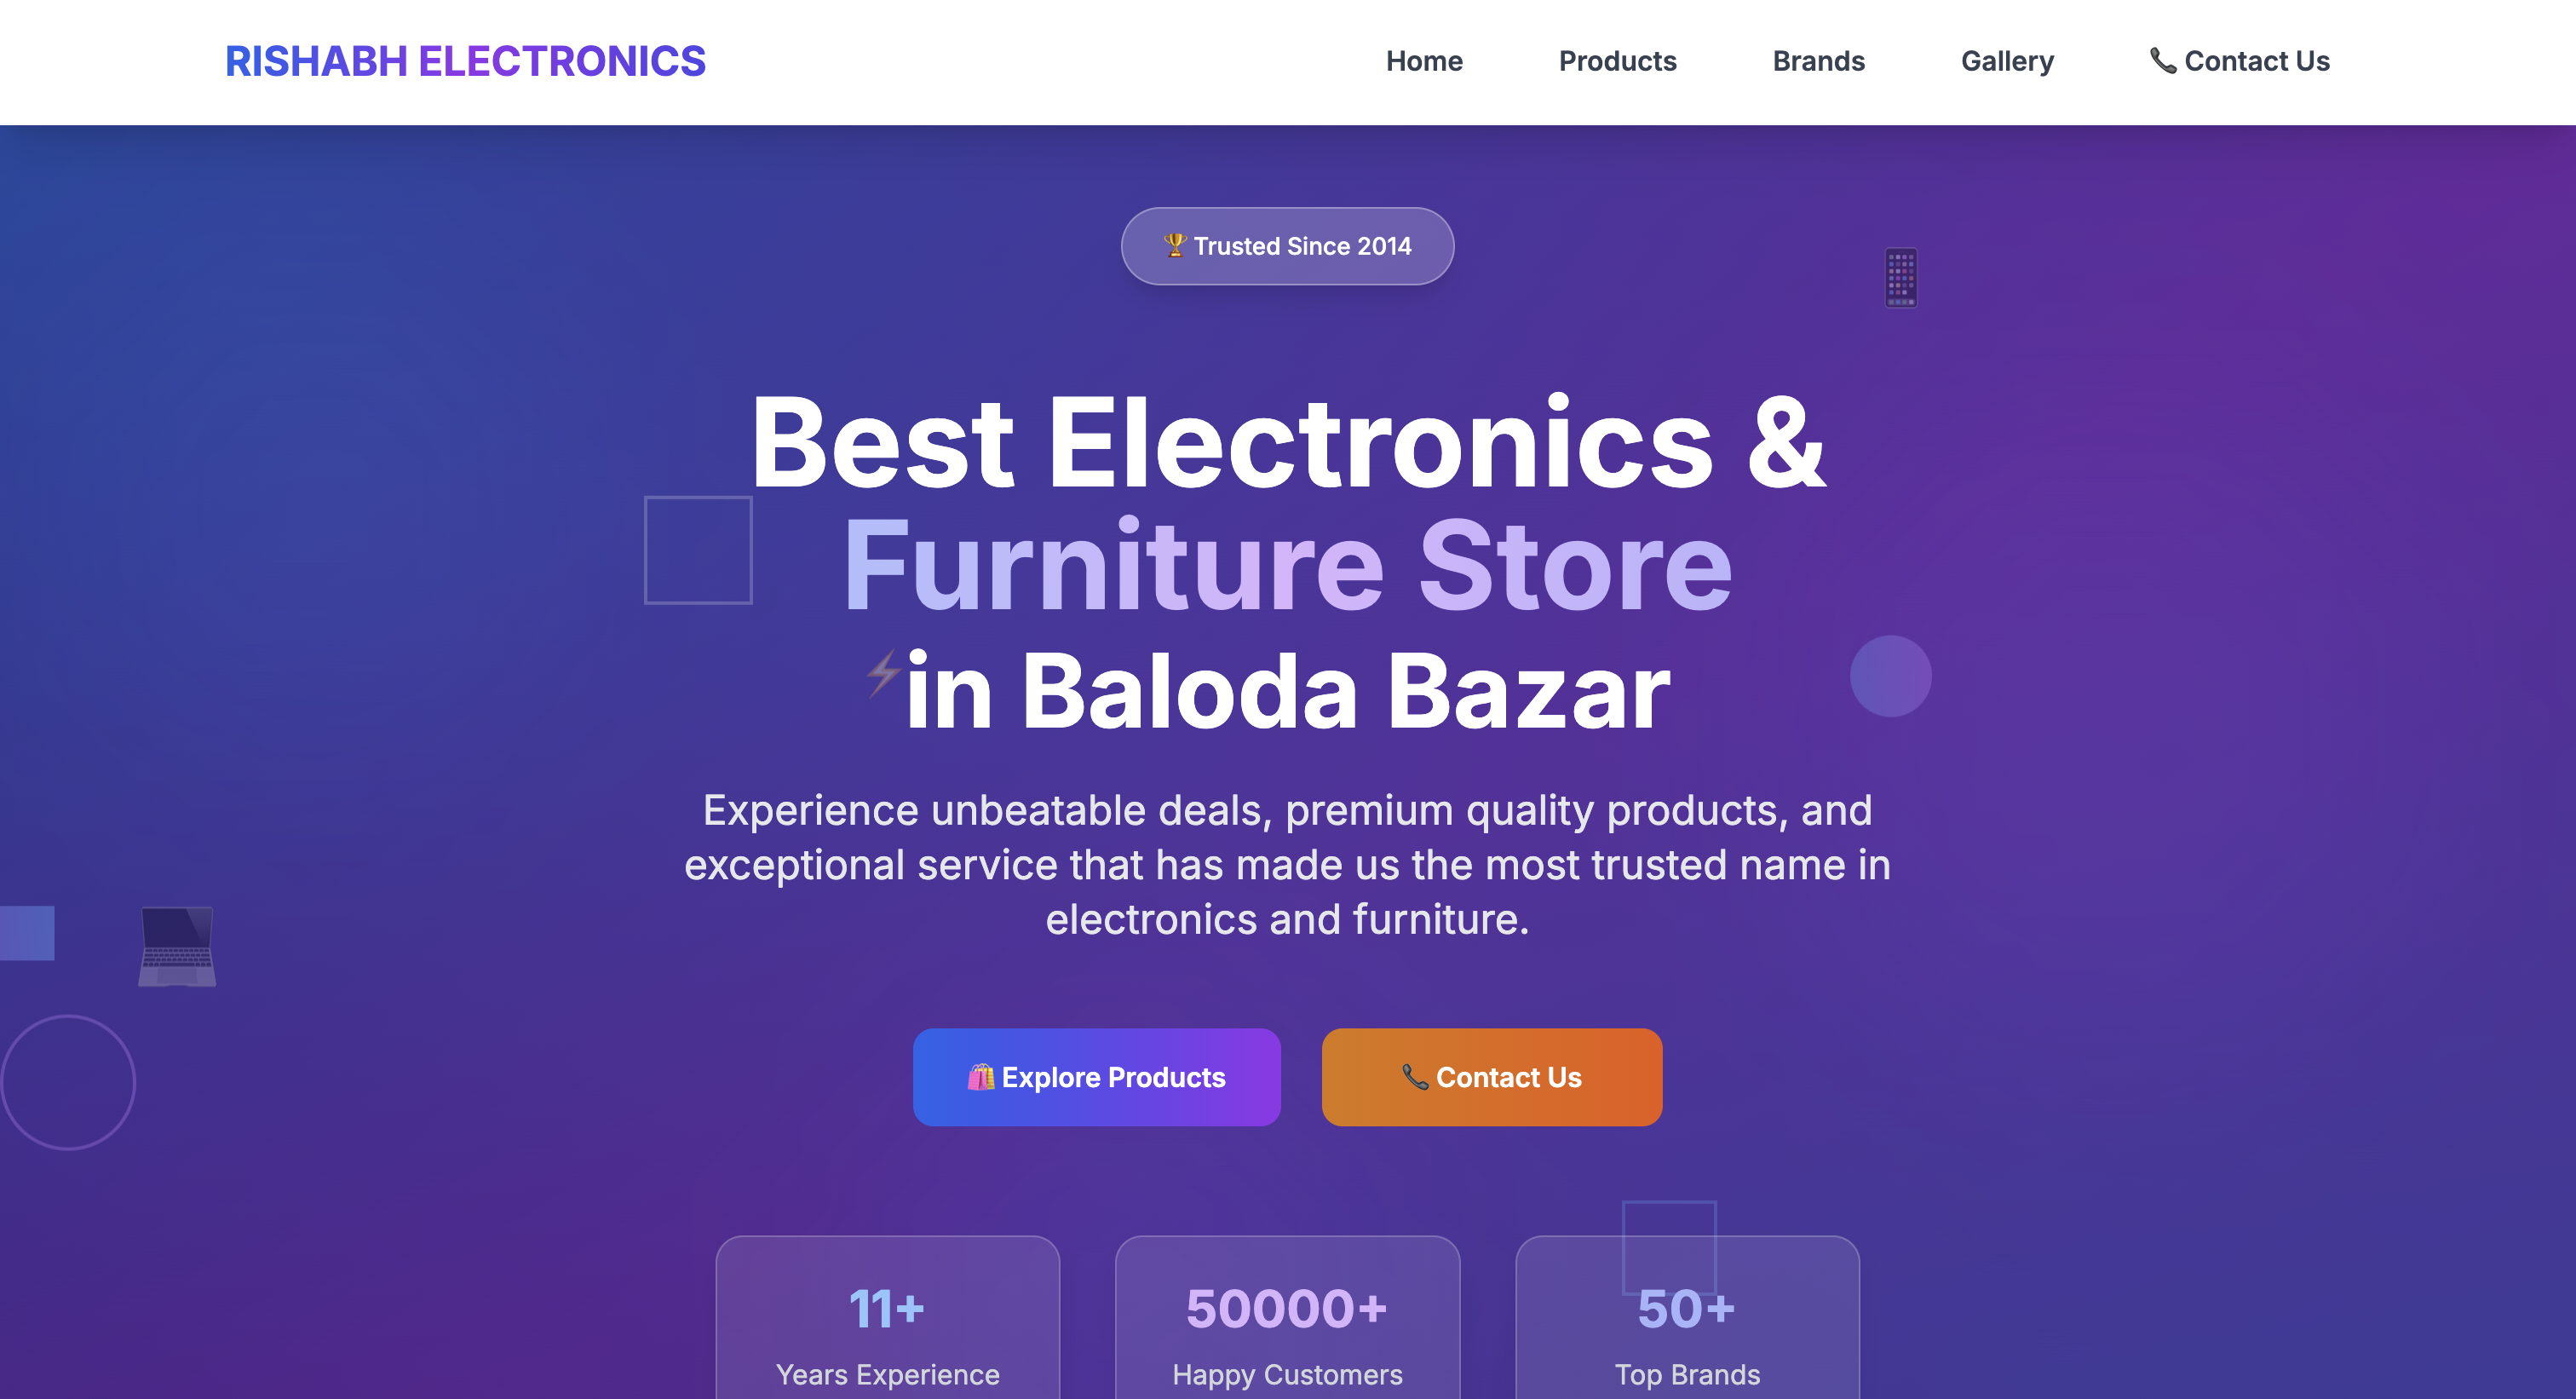 RISHABH ELECTRONICS
Home
Products
Brands
Gallery
📞 Contact Us
🏆 Trusted Since 2014
Best Electronics &
Furniture Store
in Baloda Bazar
Experience unbeatable deals, premium quality products, and
exceptional service that has made us the most trusted name in
electronics and furniture.
🛍️ Explore Products
📞 Contact Us
11+
Years Experience
50000+
Happy Customers
50+
Top Brands